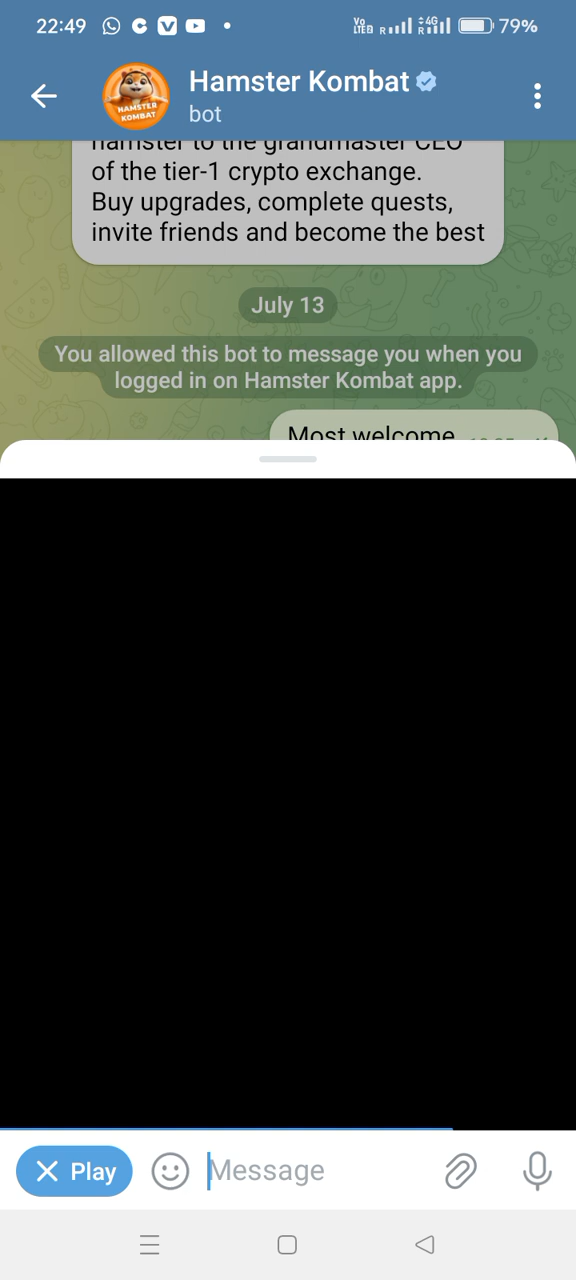 22:49
79%
4G
HAMSTER
KOMBAT
Hamster Kombat
bot
hamster to the grandmaster CEO
of the tier-1 crypto exchange.
Buy upgrades, complete quests,
invite friends and become the best
July 13
You allowed this bot to message you when you
logged in on Hamster Kombat app.
Most welcome
Play
Message